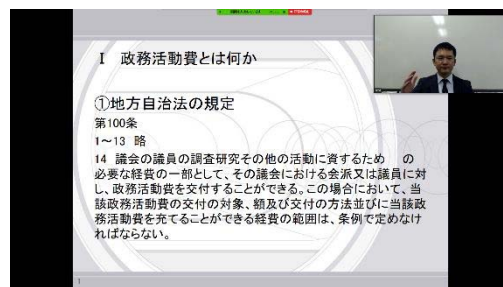 Ⅰ　政務活動費とは何か
①地方自治法の規定
第100条
1～13　略
14　議会の議員の調査研究その他の活動に資するため　の
必要な経費の一部として、その議会における会派又は議員に対
し、政務活動費を交付することができる。この場合において、当
該政務活動費の交付の対象、額及び交付の方法並びに当該政
務活動費を充てることができる経費の範囲は、条例で定めなけ
ればならない。
1